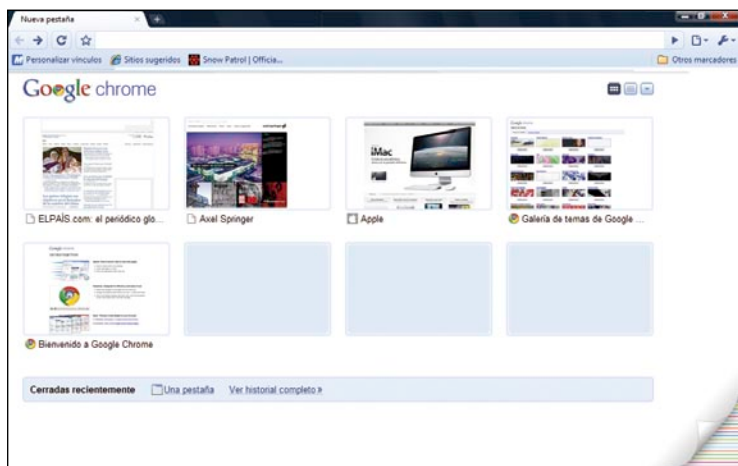 Nueva pestaña
Personalizar vínculos Sitios sugeridos Snow Patrol | Officia...
Otros marcadores
Google chrome
iMac
ELPAÍS.com: el periódico glo...
Axel Springer
Apple
Galería de temas de Google ...
Bienvenido a Google Chrome
Cerradas recientemente Una pestaña Ver historial completo »